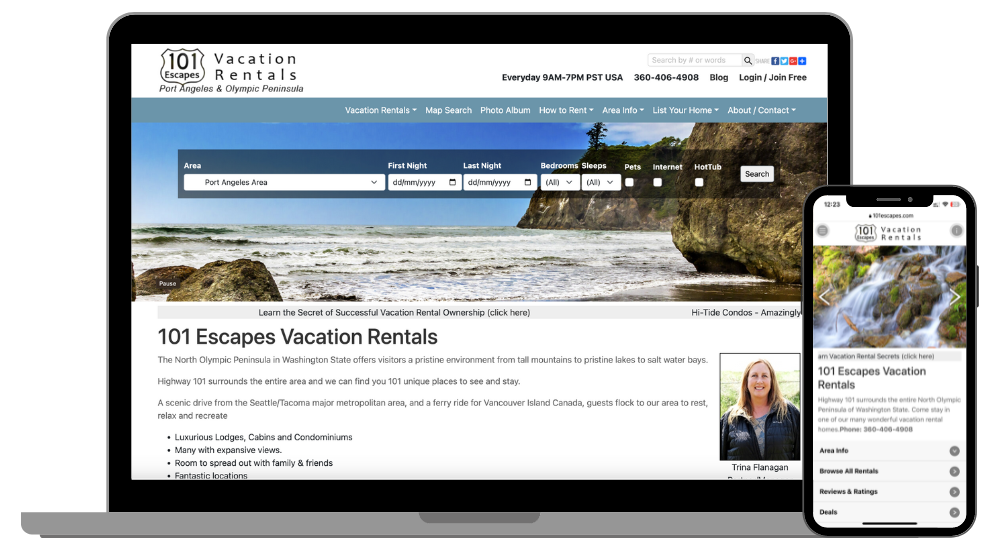 101
Escapes
Vacation
Rentals
Port Angeles & Olympic Peninsula
Search by # or words
SHARE
Everyday 9AM-7PM PST USA 360-406-4908 Blog Login / Join Free
Vacation Rentals Map Search Photo Album How to Rent Area Info List Your Home About / Contact
Area First Night Last Night Bedrooms Sleeps Pets Internet HotTub
Port Angeles Area dd/mm/yyyy dd/mm/yyyy (All) (All) Search
Pause
Learn the Secret of Successful Vacation Rental Ownership (click here) Hi-Tide Condos - Amazingly
101 Escapes Vacation Rentals
The North Olympic Peninsula in Washington State offers visitors a pristine environment from tall mountains to pristine lakes to salt water bays.
Highway 101 surrounds the entire area and we can find you 101 unique places to see and stay.
A scenic drive from the Seattle/Tacoma major metropolitan area, and a ferry ride for Vancouver Island Canada, guests flock to our area to rest,
relax and recreate
• Luxurious Lodges, Cabins and Condominiums
• Many with expansive views.
• Room to spread out with family & friends
• Fantastic locations
Trina Flanagan
12:23
101escapes.com
101
Escapes
Vacation
Rentals
arn Vacation Rental Secrets (click here)
101 Escapes Vacation
Rentals
Highway 101 surrounds the entire North Olympic
Peninsula of Washington State. Come stay in
one of our many wonderful vacation rental
homes.Phone: 360-406-4908
Area Info
Browse All Rentals
Reviews & Ratings
Deals